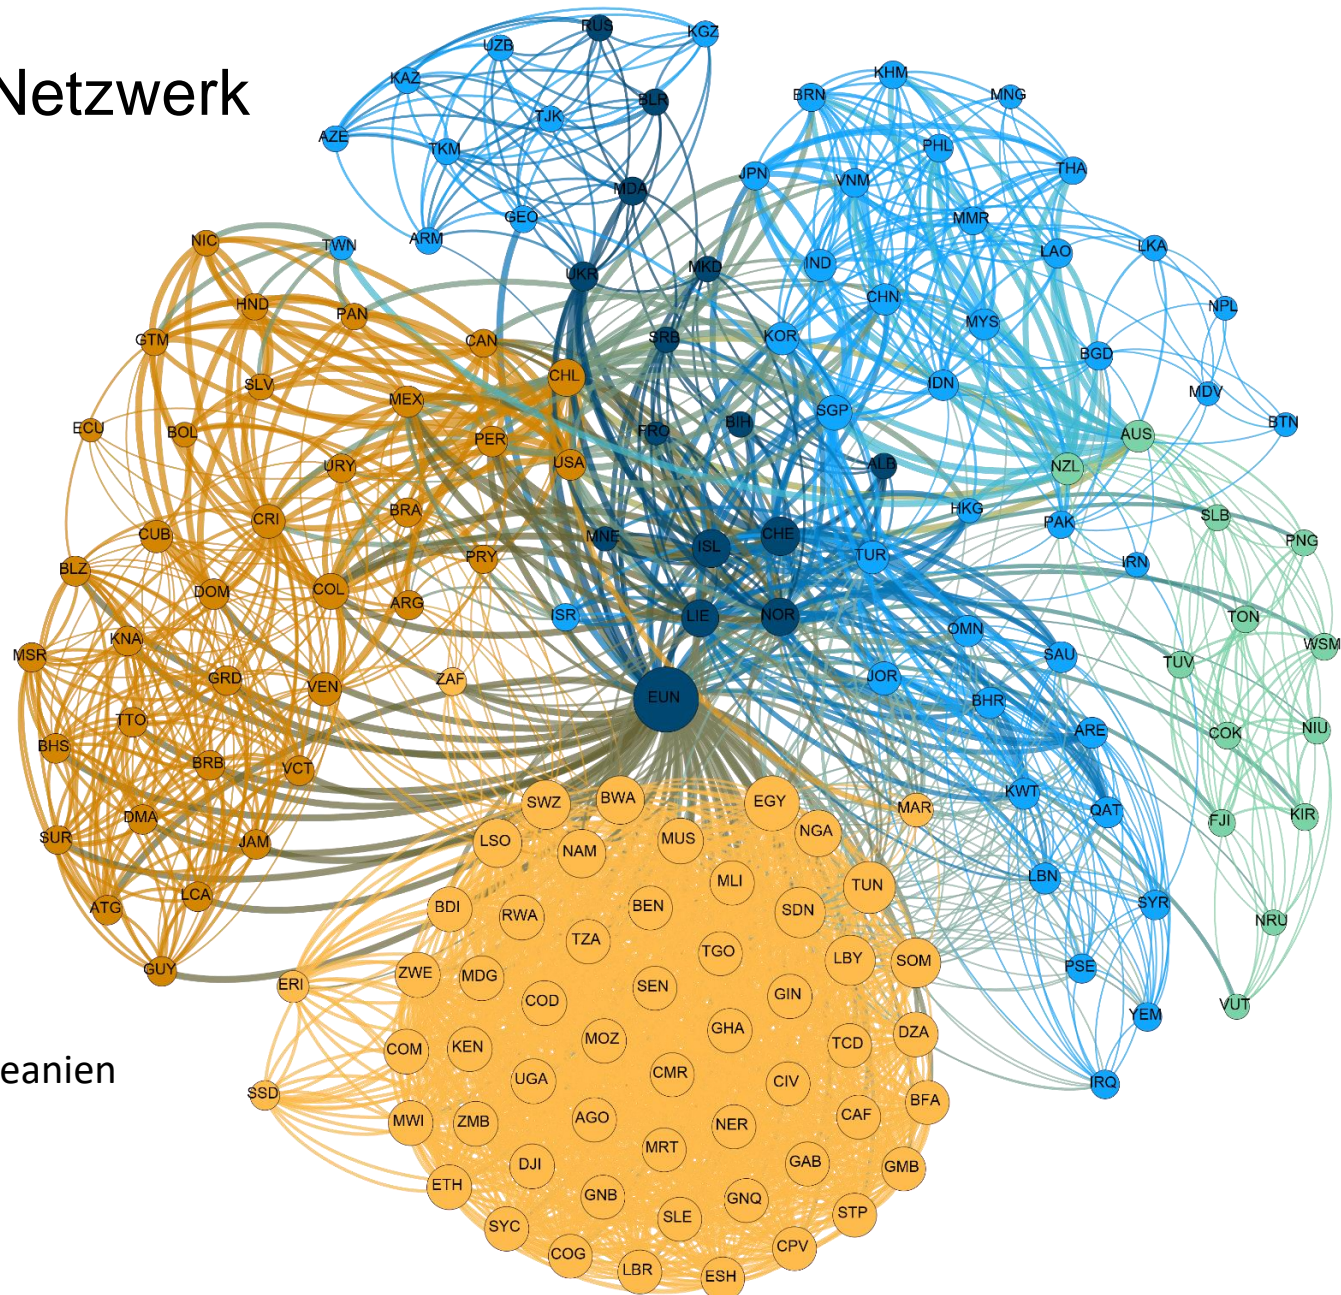 Netzwerk
RUS
KGZ
UZB
KAZ
BLR
TJK
AZE
TKM
MDA
GEO
ARM
UKR
MKD
SRB
FRO
BIH
ALB
MNE
ISL
CHE
LIE
NOR
EUN
KHM
BRN
MNG
PHL
JPN
VNM
THA
MMR
LAO
LKA
IND
CHN
NPL
MYS
KOR
BGD
IDN
MDV
SGP
BTN
AUS
NZL
HKG
PAK
TUR
IRN
ISR
OMN
SAU
JOR
BHR
ARE
KWT
QAT
LBN
SYR
PSE
YEM
IRQ
SLB
PNG
TON
WSM
TUV
NIU
COK
KIR
FJI
NRU
VUT
NIC
TWN
HND
PAN
GTM
CAN
CHL
SLV
MEX
ECU
BOL
PER
URY
USA
CRI
BRA
CUB
PRY
BLZ
DOM
COL
ARG
KNA
MSR
GRD
VEN
ZAF
TTO
BHS
BRB
VCT
DMA
SUR
JAM
LCA
ATG
GUY
SWZ
BWA
EGY
MAR
LSO
NAM
MUS
NGA
MLI
TUN
BDI
RWA
BEN
SDN
TZA
TGO
LBY
SOM
ERI
ZWE
MDG
COD
SEN
GIN
COM
KEN
MOZ
GHA
TCD
DZA
eanien
SSD
UGA
CMR
CIV
BFA
MWI
ZMB
AGO
NER
CAF
MRT
DJI
GAB
GMB
ETH
GNB
GNQ
SYC
SLE
STP
COG
CPV
LBR
ESH